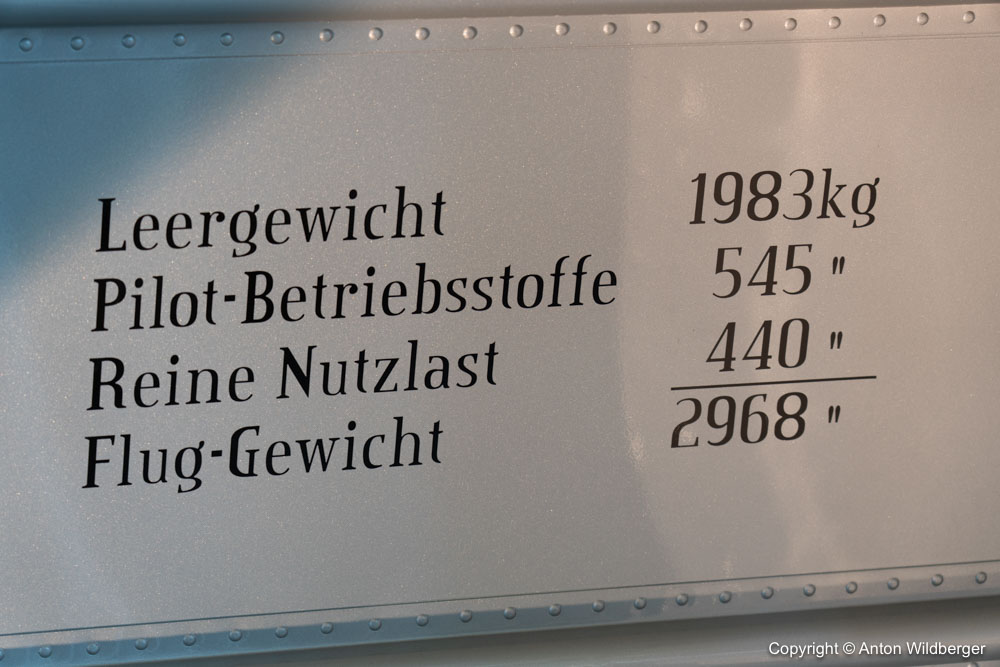 Leergewicht 1983kg
Pilot-Betriebsstoffe 545 "
Reine Nutzlast 440 "
Flug-Gewicht 2968 "
Copyright © Anton Wildberger